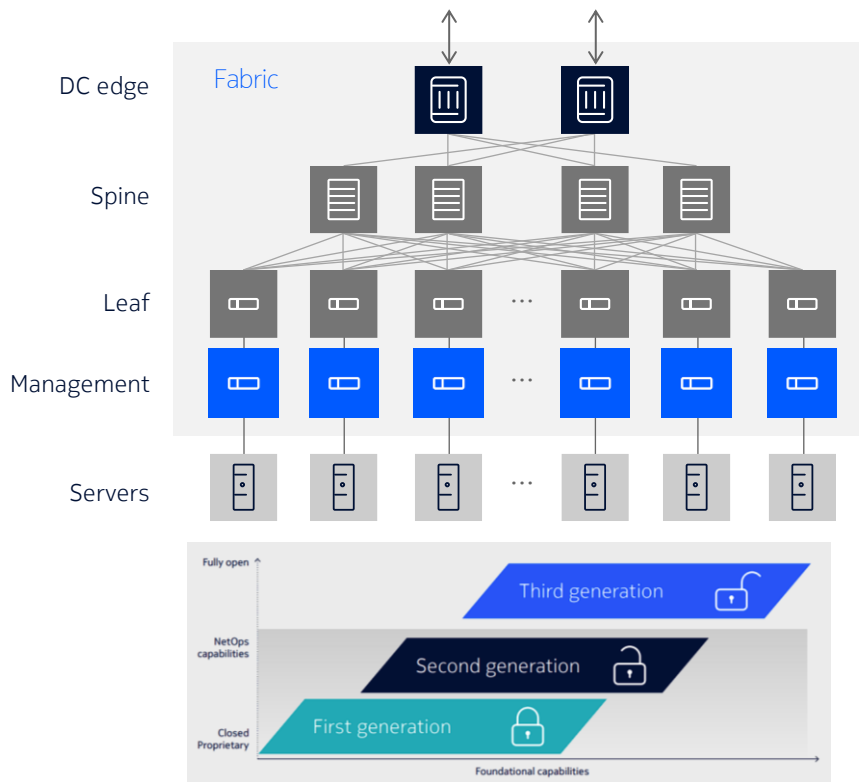 DC edge
Fabric
Spine
Leaf
...
Management
...
Servers
...
Fully open
Third generation
NetOps
capabilities
Second generation
First generation
Closed
Proprietary
Foundational capabilities